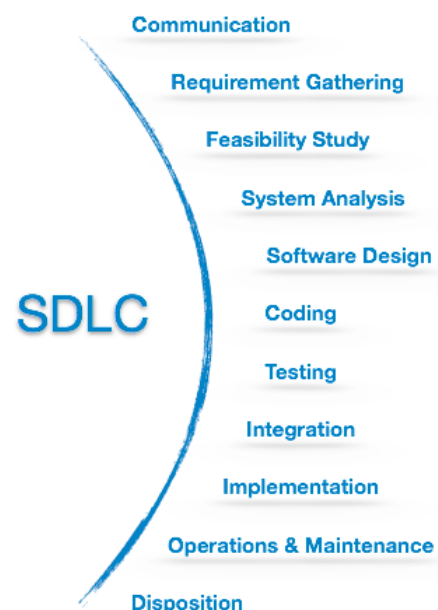 Communication
Requirement Gathering
Feasibility Study
System Analysis
Software Design
SDLC
Coding
Testing
Integration
Implementation
Operations & Maintenance
Disposition